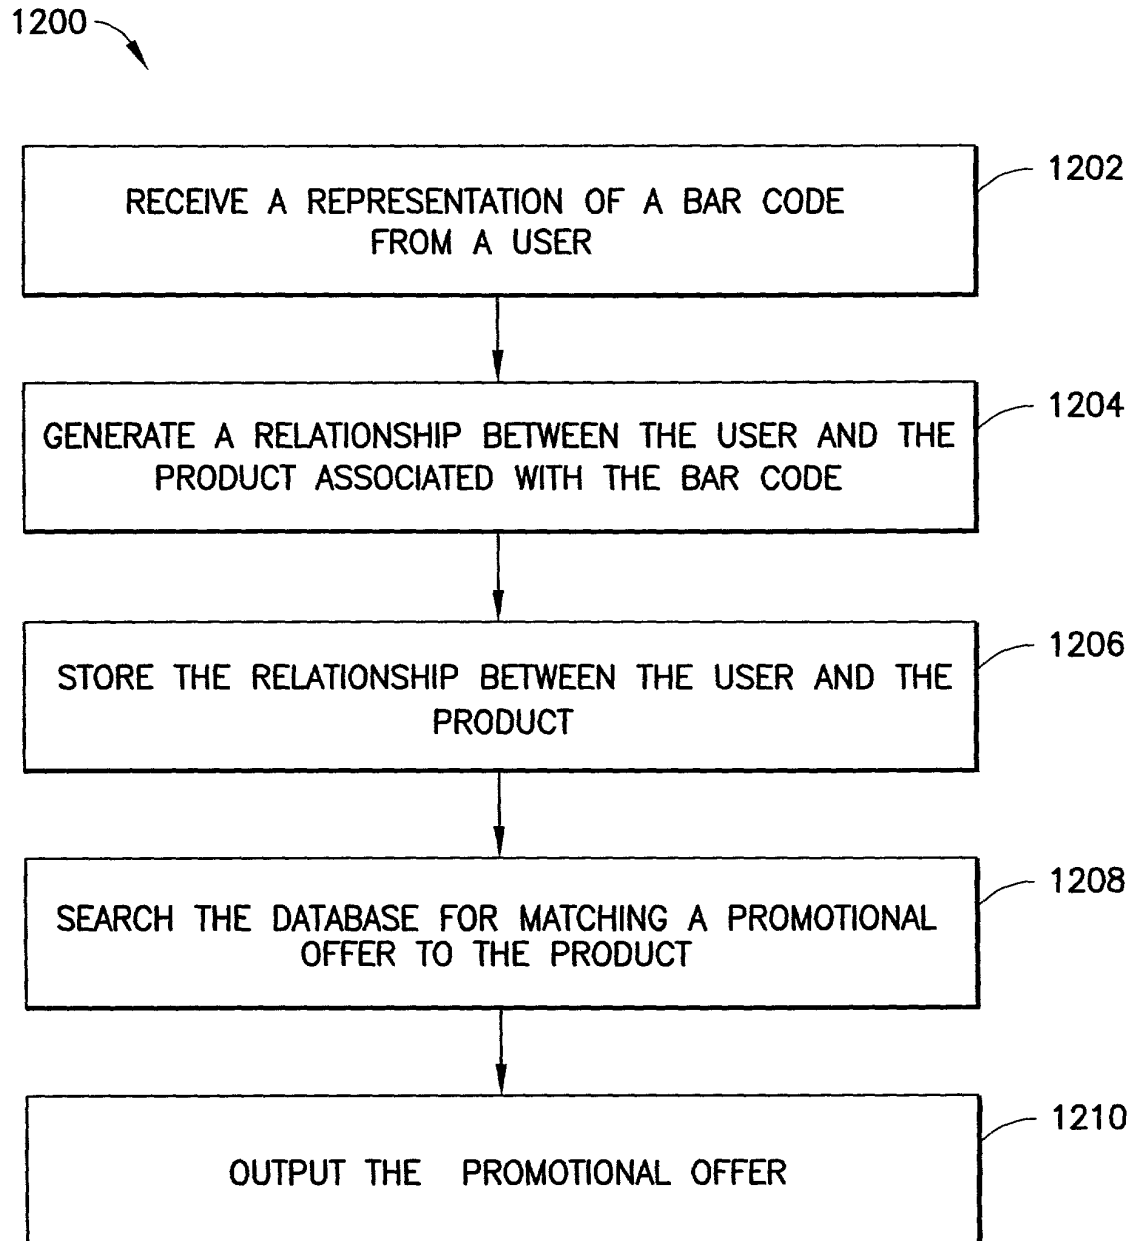 1200
RECEIVE A REPRESENTATION OF A BAR CODE
FROM A USER
1202
GENERATE A RELATIONSHIP BETWEEN THE USER AND THE
PRODUCT ASSOCIATED WITH THE BAR CODE
1204
STORE THE RELATIONSHIP BETWEEN THE USER AND THE
PRODUCT
1206
SEARCH THE DATABASE FOR MATCHING A PROMOTIONAL
OFFER TO THE PRODUCT
1208
OUTPUT THE PROMOTIONAL OFFER
1210